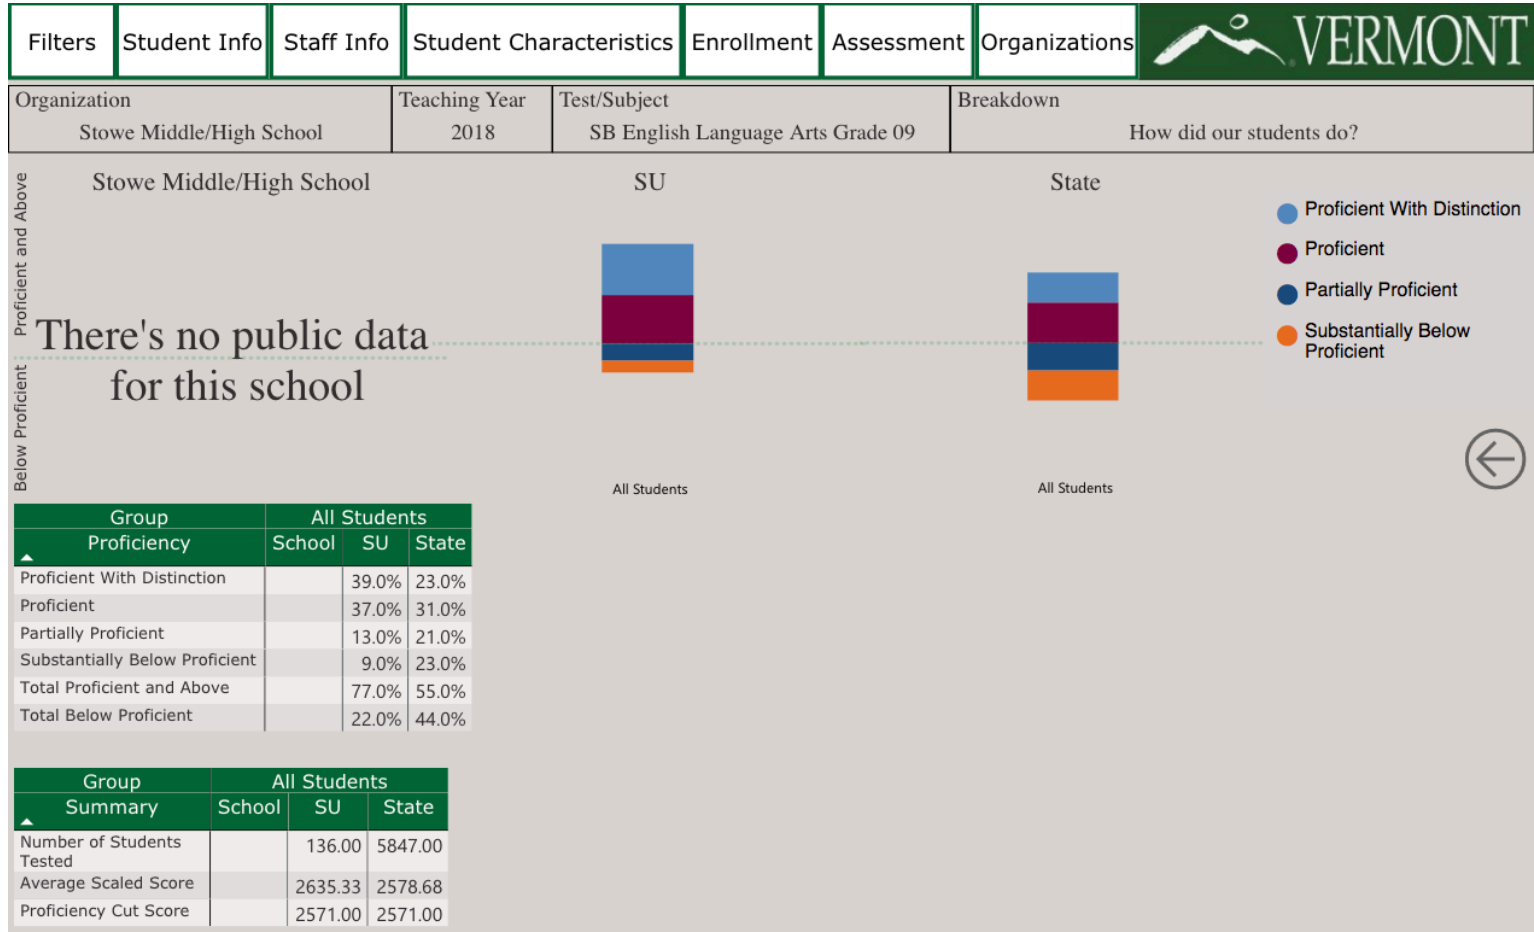 Filters Student Info Staff Info Student Characteristics Enrollment Assessment Organizations VERMONT
Organization Teaching Year Test/Subject Breakdown
Stowe Middle/High School 2018 SB English Language Arts Grade 09 How did our students do?
Stowe Middle/High School SU State
Proficient and Above
Below Proficient
There's no public data
for this school
Proficient With Distinction
Proficient
Partially Proficient
Substantially Below
Proficient
All Students All Students
Group All Students
Proficiency School SU State
Proficient With Distinction 39.0% 23.0%
Proficient 37.0% 31.0%
Partially Proficient 13.0% 21.0%
Substantially Below Proficient 9.0% 23.0%
Total Proficient and Above 77.0% 55.0%
Total Below Proficient 22.0% 44.0%
Group All Students
Summary School SU State
Number of Students 136.00 5847.00
Tested
Average Scaled Score 2635.33 2578.68
Proficiency Cut Score 2571.00 2571.00